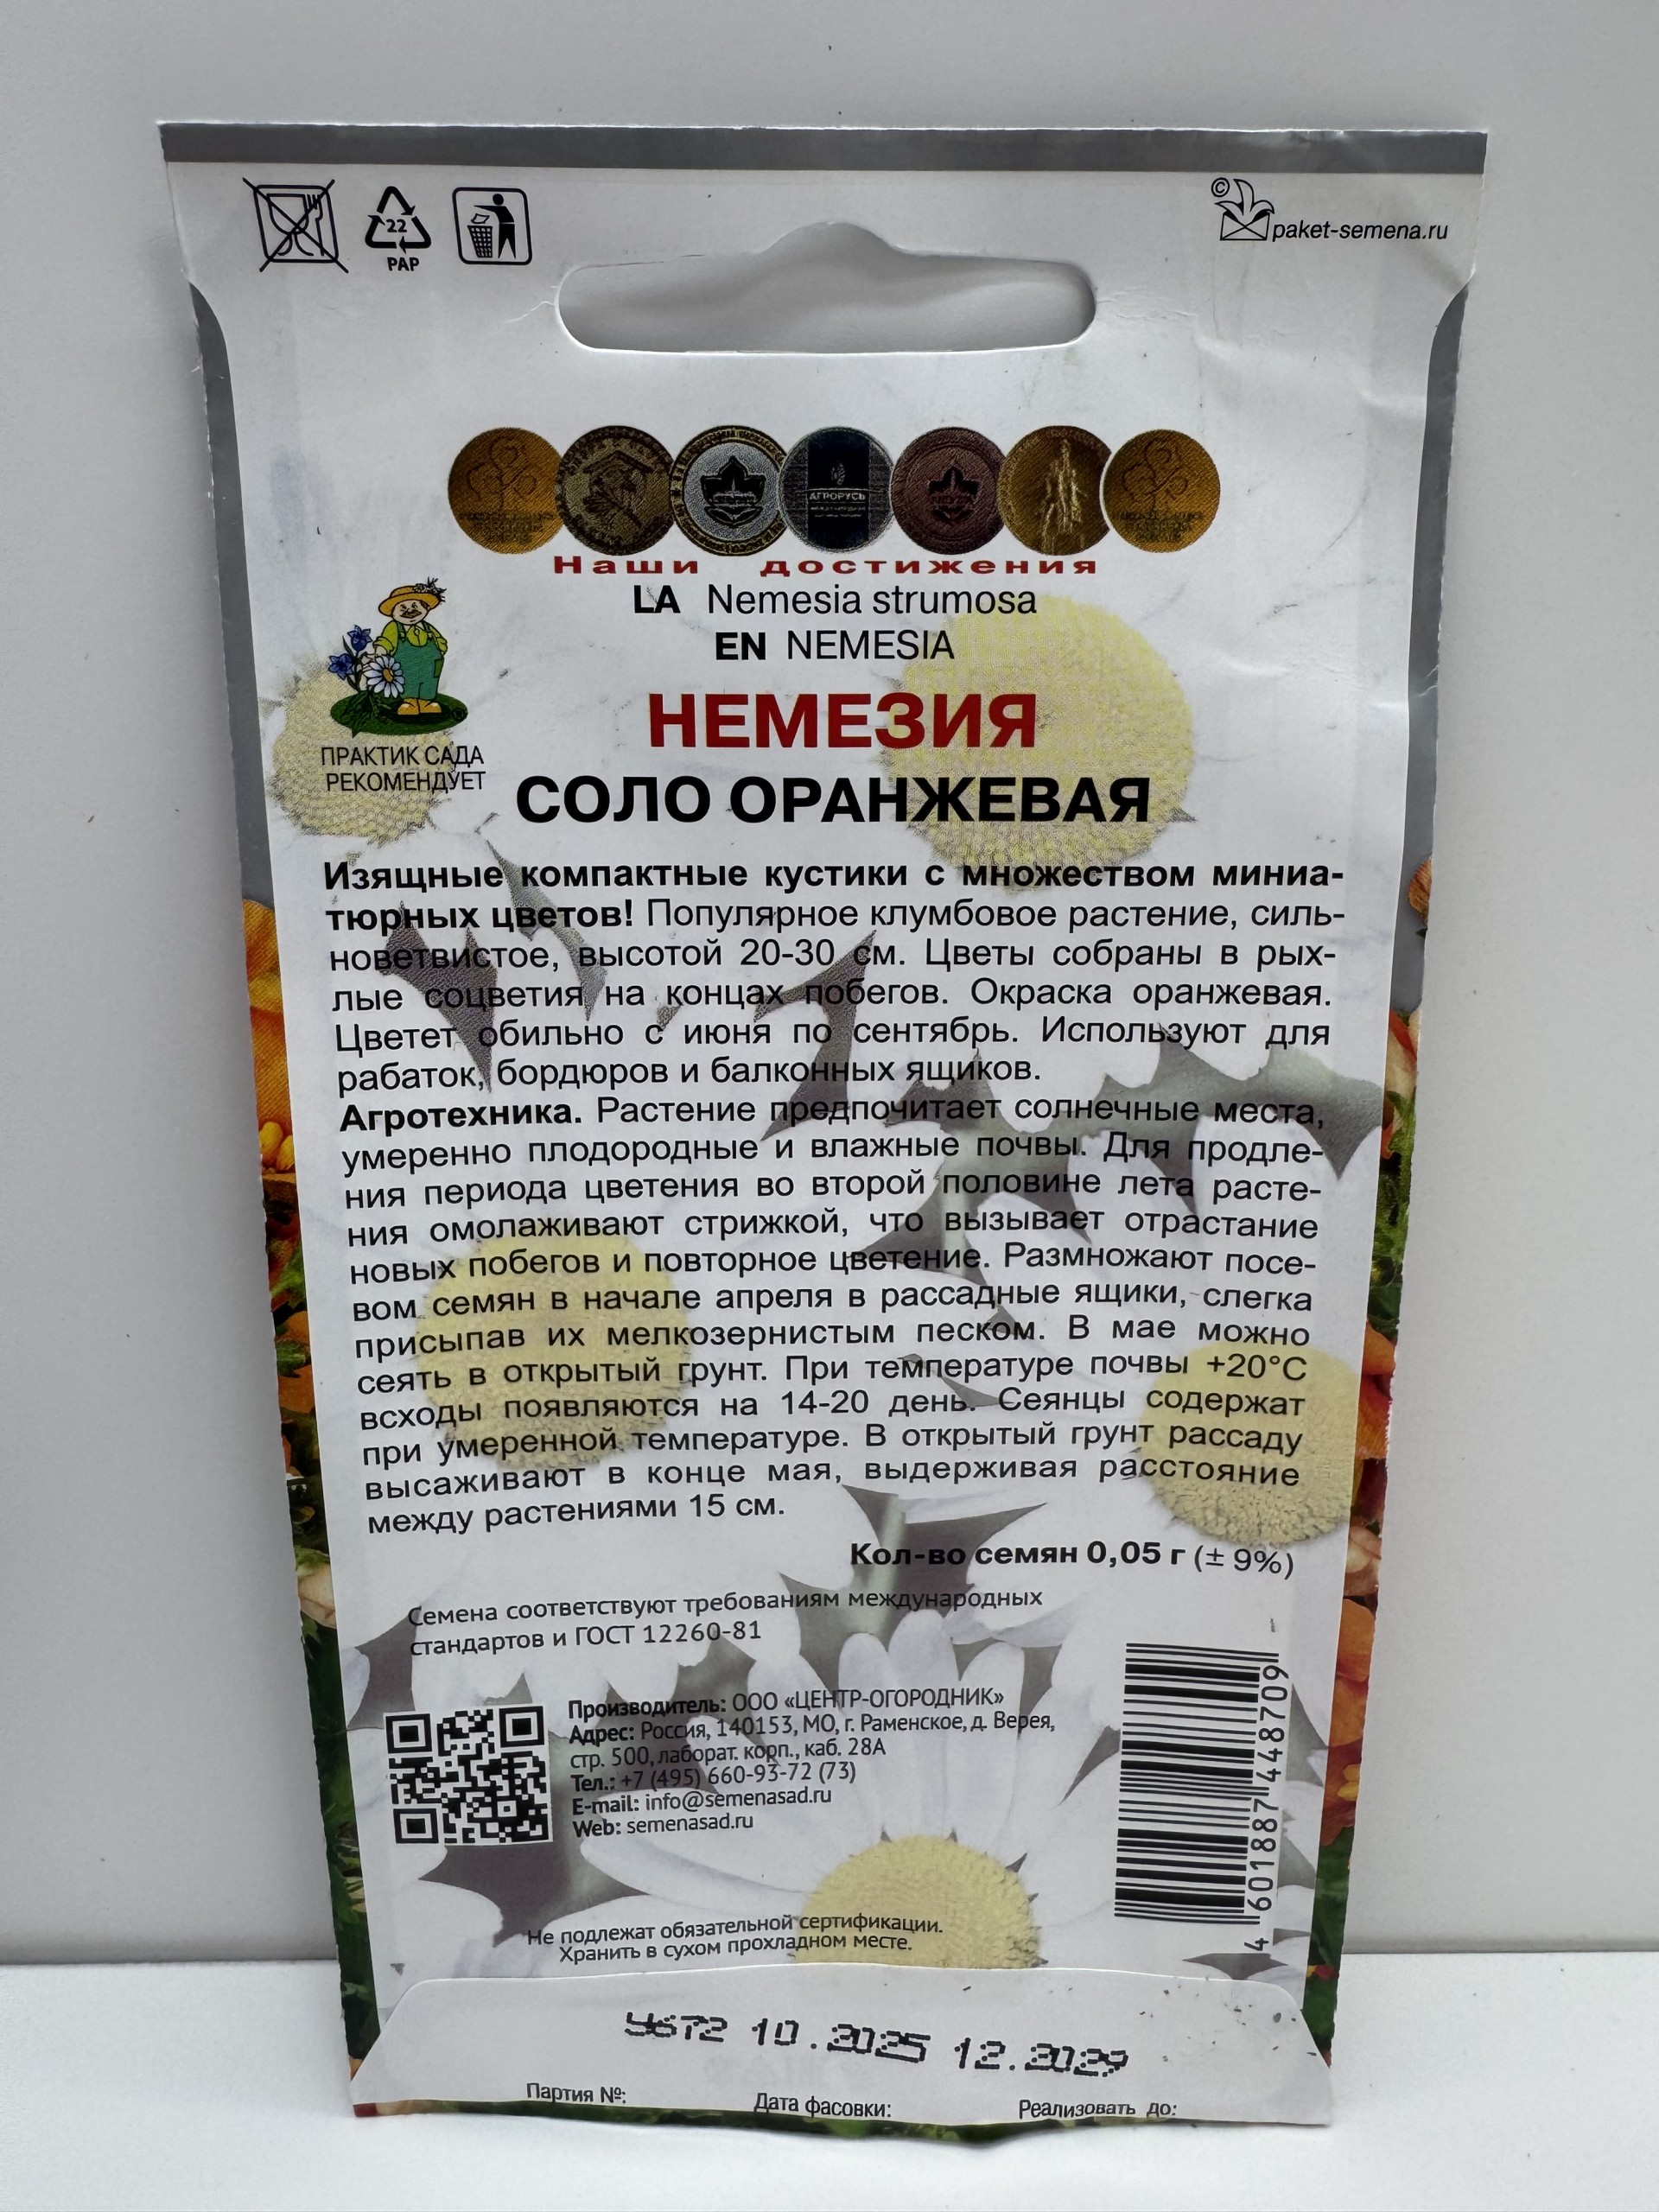 22
PAP
© paket-semena.ru
АГРОРУСЬ
Наши достижения
LA Nemesia strumosa
EN NEMESIA
НЕМЕЗИЯ
СОЛО ОРАНЖЕВАЯ
ПРАКТИК САДА
РЕКОМЕНДУЕТ
Изящные компактные кустики с множеством миниа-
тюрных цветов! Популярное клумбовое растение, силь-
новетвистое, высотой 20-30 см. Цветы собраны в рых-
лые соцветия на концах побегов. Окраска оранжевая.
Цветет обильно с июня по сентябрь. Используют для
рабаток, бордюров и балконных ящиков.
Агротехника. Растение предпочитает солнечные места,
умеренно плодородные и влажные почвы. Для продле-
ния периода цветения во второй половине лета расте-
ния омолаживают стрижкой, что вызывает отрастание
новых побегов и повторное цветение. Размножают посе-
вом семян в начале апреля в рассадные ящики, слегка
присыпав их мелкозернистым песком. В мае можно
сеять в открытый грунт. При температуре почвы +20°С
всходы появляются на 14-20 день. Сеянцы содержат
при умеренной температуре. В открытый грунт рассаду
высаживают в конце мая, выдерживая расстояние
между растениями 15 см.
Кол-во семян 0,05 г (± 9%)
Семена соответствуют требованиям международных
стандартов и ГОСТ 12260-81
Производитель: ООО «ЦЕНТР-ОГОРОДНИК»
Адрес: Россия, 140153, МО, г. Раменское, д. Верея,
стр. 500, лаборат. корп., каб. 28А
Тел.: +7 (495) 660-93-72 (73)
E-mail: info@semenasad.ru
Web: semenasad.ru
4 601887 448709
Не подлежат обязательной сертификации.
Хранить в сухом прохладном месте.
10.2025 12.2029
Партия №: Дата фасовки: Реализовать до: